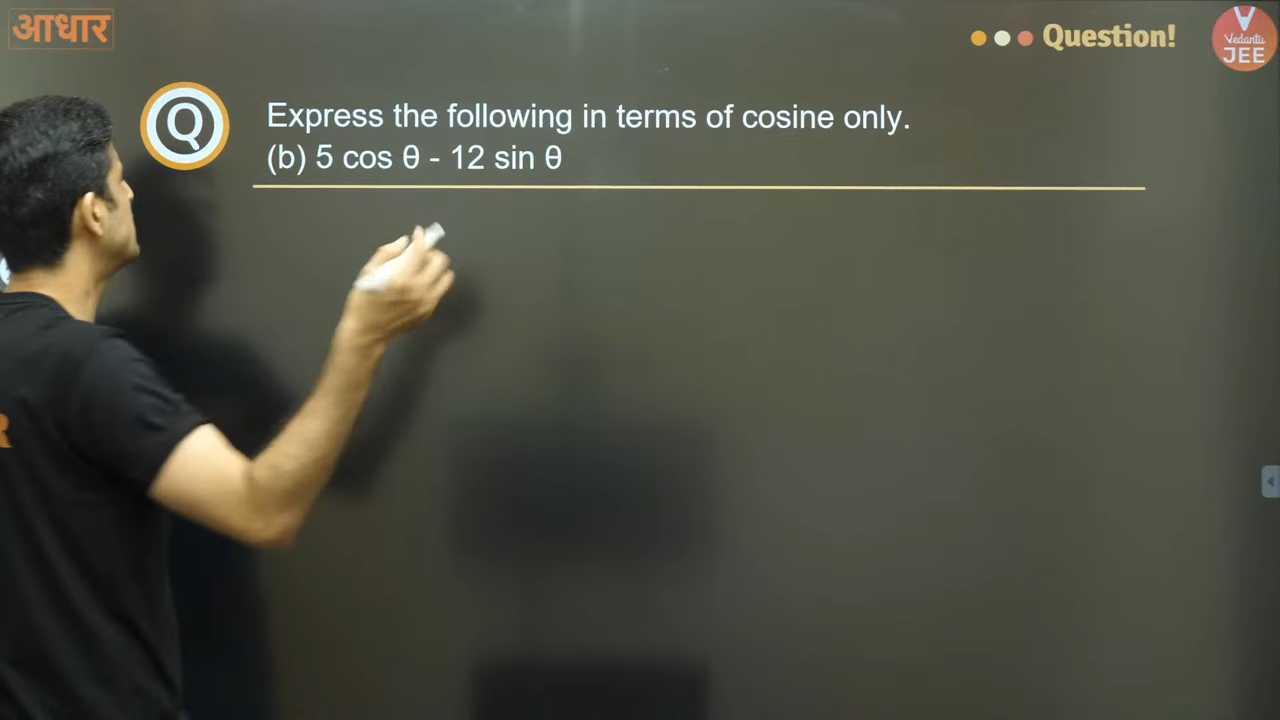 आधार
Question!
Vedantu
JEE
Q
Express the following in terms of cosine only.
(b) 5 cos θ - 12 sin θ
R